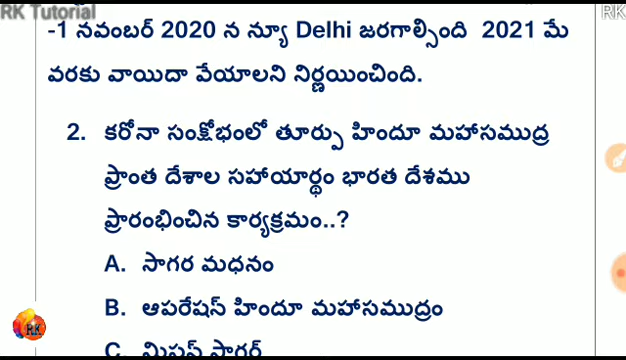 RK Tutorial
RK
-1 నవంబర్ 2020 న న్యూ Delhi జరగాల్సింది 2021 మే
వరకు వాయిదా వేయాలని నిర్ణయించింది.
2. కరోనా సంక్షోభంలో తూర్పు హిందూ మహాసముద్ర
ప్రాంత దేశాల సహాయార్థం భారత దేశము
ప్రారంభించిన కార్యక్రమం..?
A. సాగర మధనం
B. ఆపరేషన్ హిందూ మహాసముద్రం
RK
C. మిషన్ సాగర్